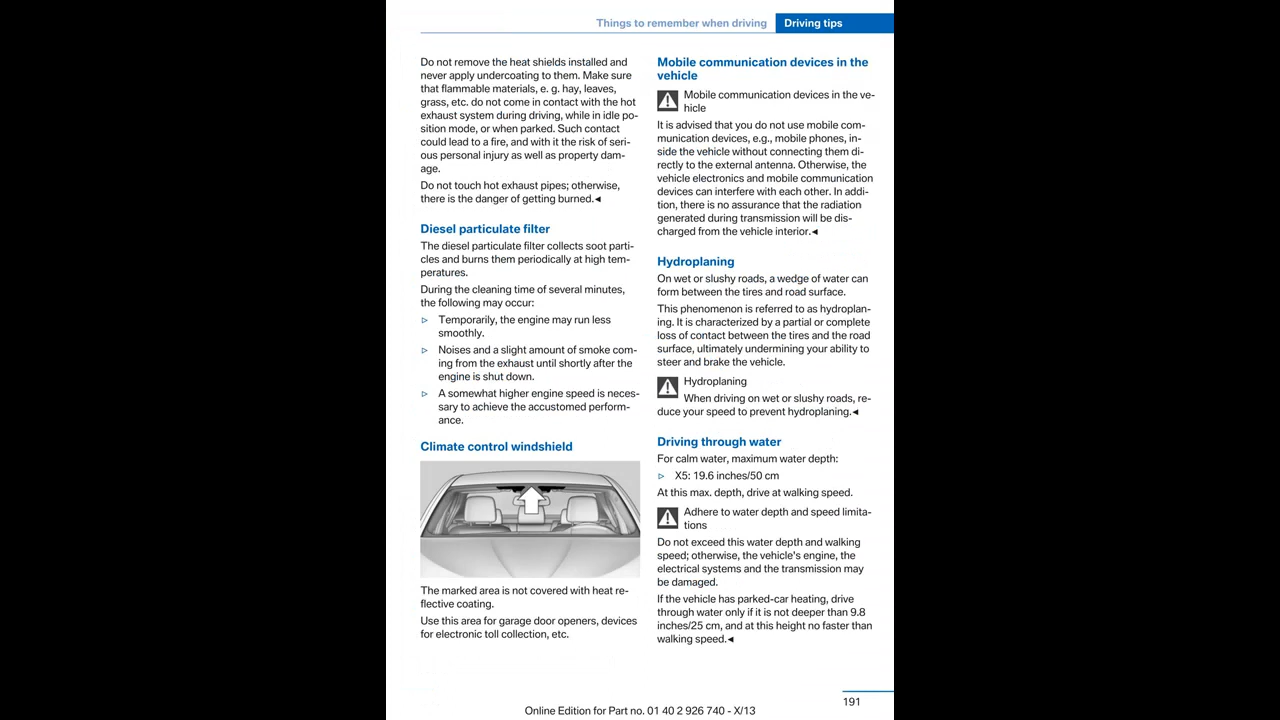 Things to remember when driving Driving tips
Do not remove the heat shields installed and
never apply undercoating to them. Make sure
that flammable materials, e. g. hay, leaves,
grass, etc. do not come in contact with the hot
exhaust system during driving, while in idle po-
sition mode, or when parked. Such contact
could lead to a fire, and with it the risk of seri-
ous personal injury as well as property dam-
age.
Do not touch hot exhaust pipes; otherwise,
there is the danger of getting burned.◄
Diesel particulate filter
The diesel particulate filter collects soot parti-
cles and burns them periodically at high tem-
peratures.
During the cleaning time of several minutes,
the following may occur:
▷ Temporarily, the engine may run less
smoothly.
▷ Noises and a slight amount of smoke com-
ing from the exhaust until shortly after the
engine is shut down.
▷ A somewhat higher engine speed is neces-
sary to achieve the accustomed perform-
ance.
Climate control windshield
The marked area is not covered with heat re-
flective coating.
Use this area for garage door openers, devices
for electronic toll collection, etc.
Mobile communication devices in the
vehicle
Mobile communication devices in the ve-
hicle
It is advised that you do not use mobile com-
munication devices, e.g., mobile phones, in-
side the vehicle without connecting them di-
rectly to the external antenna. Otherwise, the
vehicle electronics and mobile communication
devices can interfere with each other. In addi-
tion, there is no assurance that the radiation
generated during transmission will be dis-
charged from the vehicle interior.◄
Hydroplaning
On wet or slushy roads, a wedge of water can
form between the tires and road surface.
This phenomenon is referred to as hydroplan-
ing. It is characterized by a partial or complete
loss of contact between the tires and the road
surface, ultimately undermining your ability to
steer and brake the vehicle.
Hydroplaning
When driving on wet or slushy roads, re-
duce your speed to prevent hydroplaning.◄
Driving through water
For calm water, maximum water depth:
▷ X5: 19.6 inches/50 cm
At this max. depth, drive at walking speed.
Adhere to water depth and speed limita-
tions
Do not exceed this water depth and walking
speed; otherwise, the vehicle's engine, the
electrical systems and the transmission may
be damaged.
If the vehicle has parked-car heating, drive
through water only if it is not deeper than 9.8
inches/25 cm, and at this height no faster than
walking speed.◄
191
Online Edition for Part no. 01 40 2 926 740 - X/13